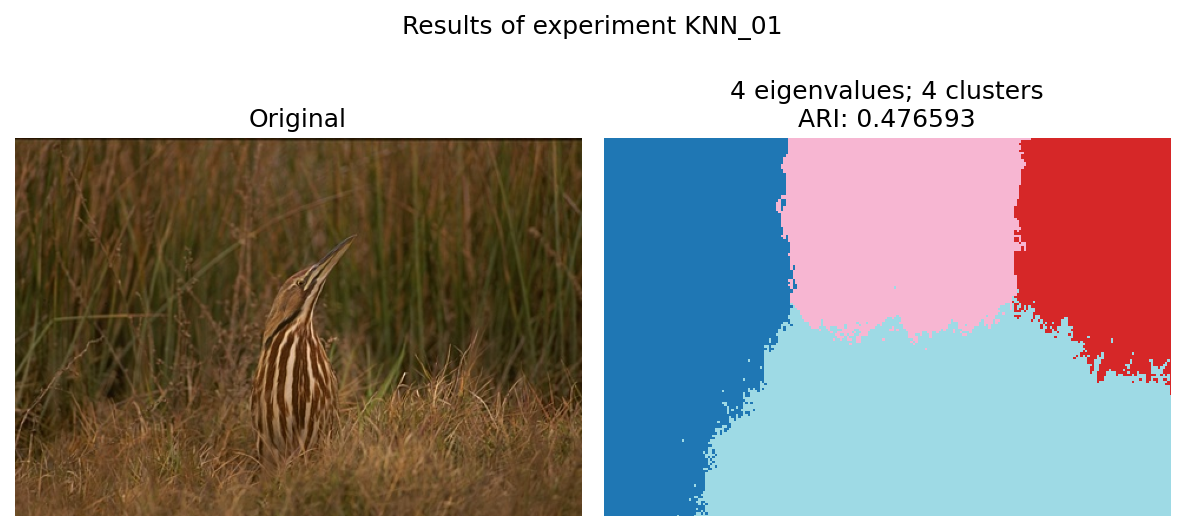 Results of experiment KNN_01
Original
4 eigenvalues; 4 clusters
ARI: 0.476593